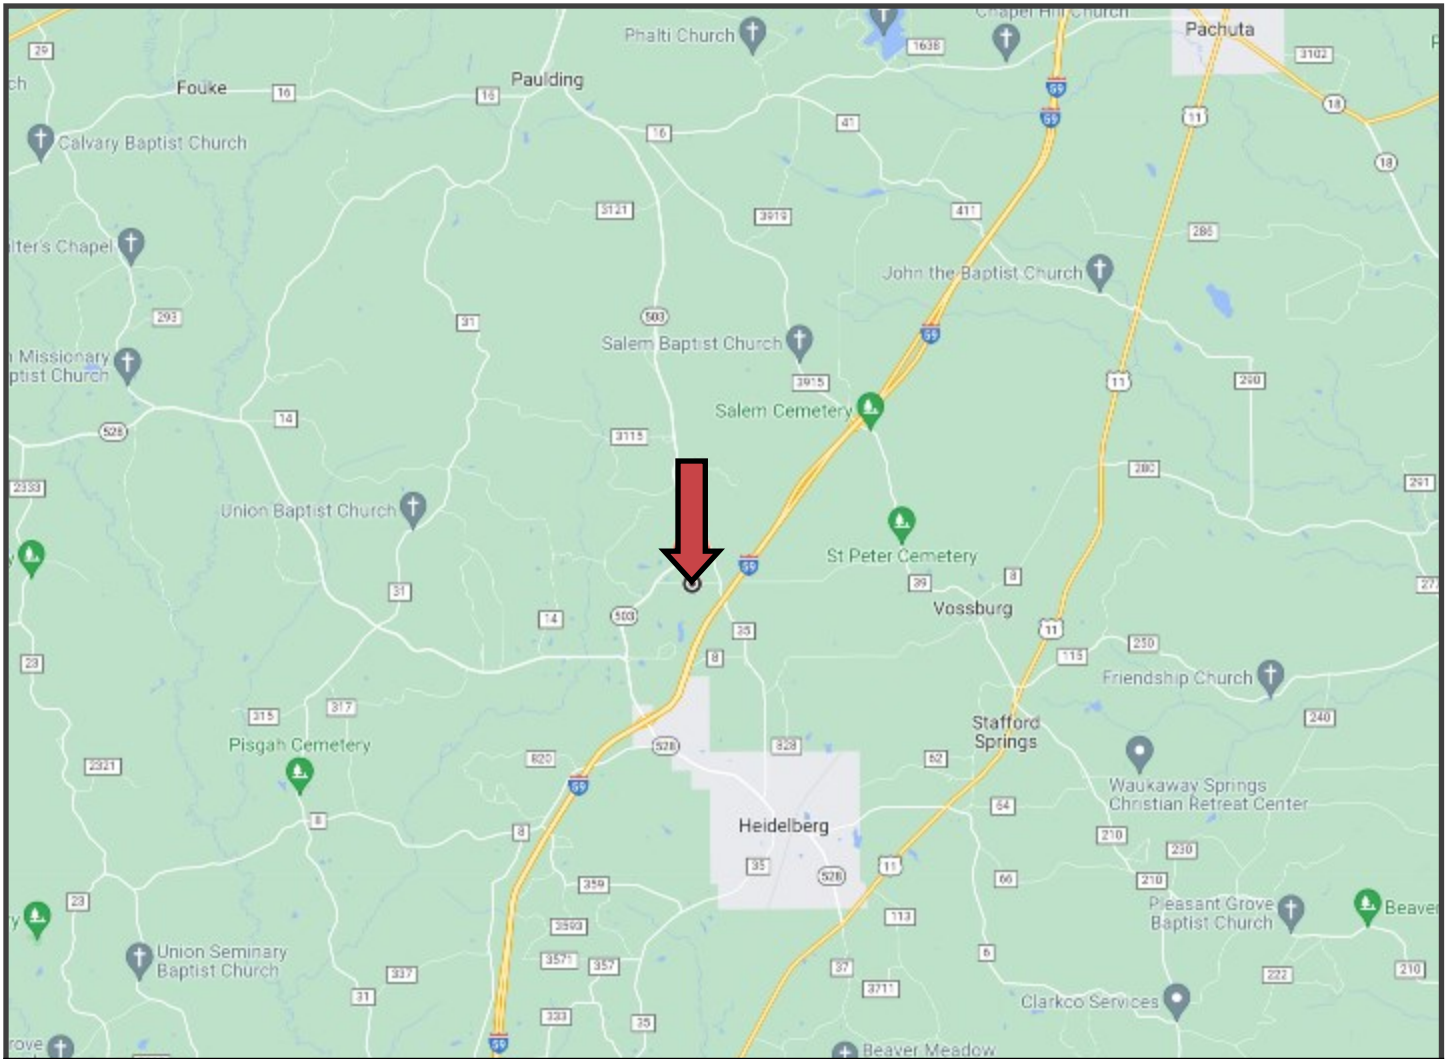 Chapel Hill Church
Pachuta
29
Phalti Church
1638
3102
Fouke
16
16
Paulding
59
18
59
11
41
16
Calvary Baptist Church
18
3121
3919
411
286
lter's Chapel
John the Baptist Church
293
31
503
59
Salem Baptist Church
Missionary
ptist Church
3915
11
290
14
Salem Cemetery
528
3115
280
2333
291
Union Baptist Church
St Peter Cemetery
59
31
39
8
Vossburg
14
503
35
11
250
23
8
115
Friendship Church
315
317
240
Pisgah Cemetery
Stafford
Springs
528
828
2321
820
62
59
Waukaway Springs
Christian Retreat Center
64
8
8
Heidelberg
210
230
35
11
528
359
66
210
23
Pleasant Grove
Baptist Church
Beaver
113
3593
Union Seminary
Baptist Church
6
3571
357
37
337
222
210
31
3711
Clarkco Services
333
35
59
rove
Beaver Meadow